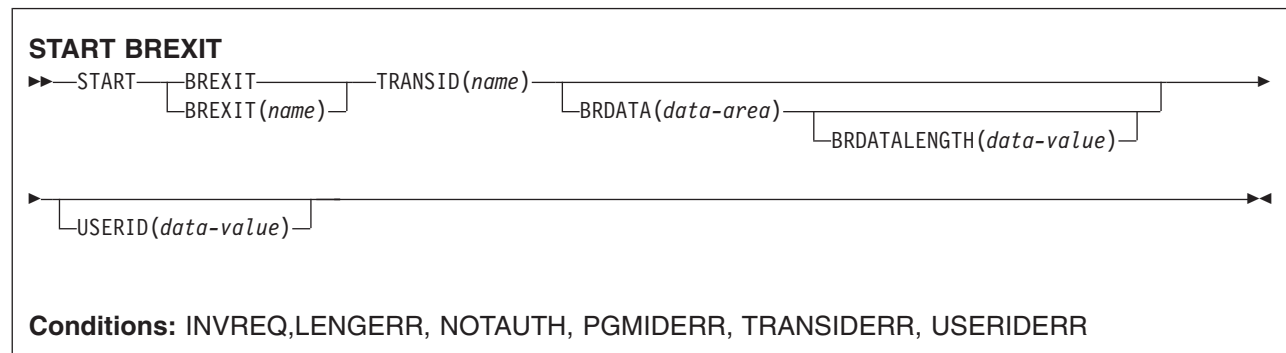 START BREXIT
START BREXIT TRANSID(name)
BREXIT(name) BRDATA(data-area)
BRDATALENGTH(data-value)
USERID(data-value)
Conditions: INVREQ,LENGERR, NOTAUTH, PGMIDERR, TRANSIDERR, USERIDERR